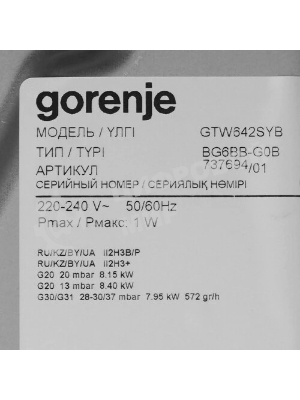 gorenje
МОДЕЛЬ / ҮЛГІ GTW642SYB
ТИП / ТҮРІ BG6BB-G0B
АРТИКУЛ 737694/01
СЕРИЙНЫЙ НОМЕР / СЕРИЯЛЫҚ НӨМІРІ
220-240 V~ 50/60Hz
Pmax / Рмакс: 1 W
RU/KZ/BY/UA II2H3B/P
RU/KZ/BY/UA II2H3+
G20 20 mbar 8.15 kW
G20 13 mbar 8.40 kW
G30/G31 28-30/37 mbar 7.95 kW 572 gr/h